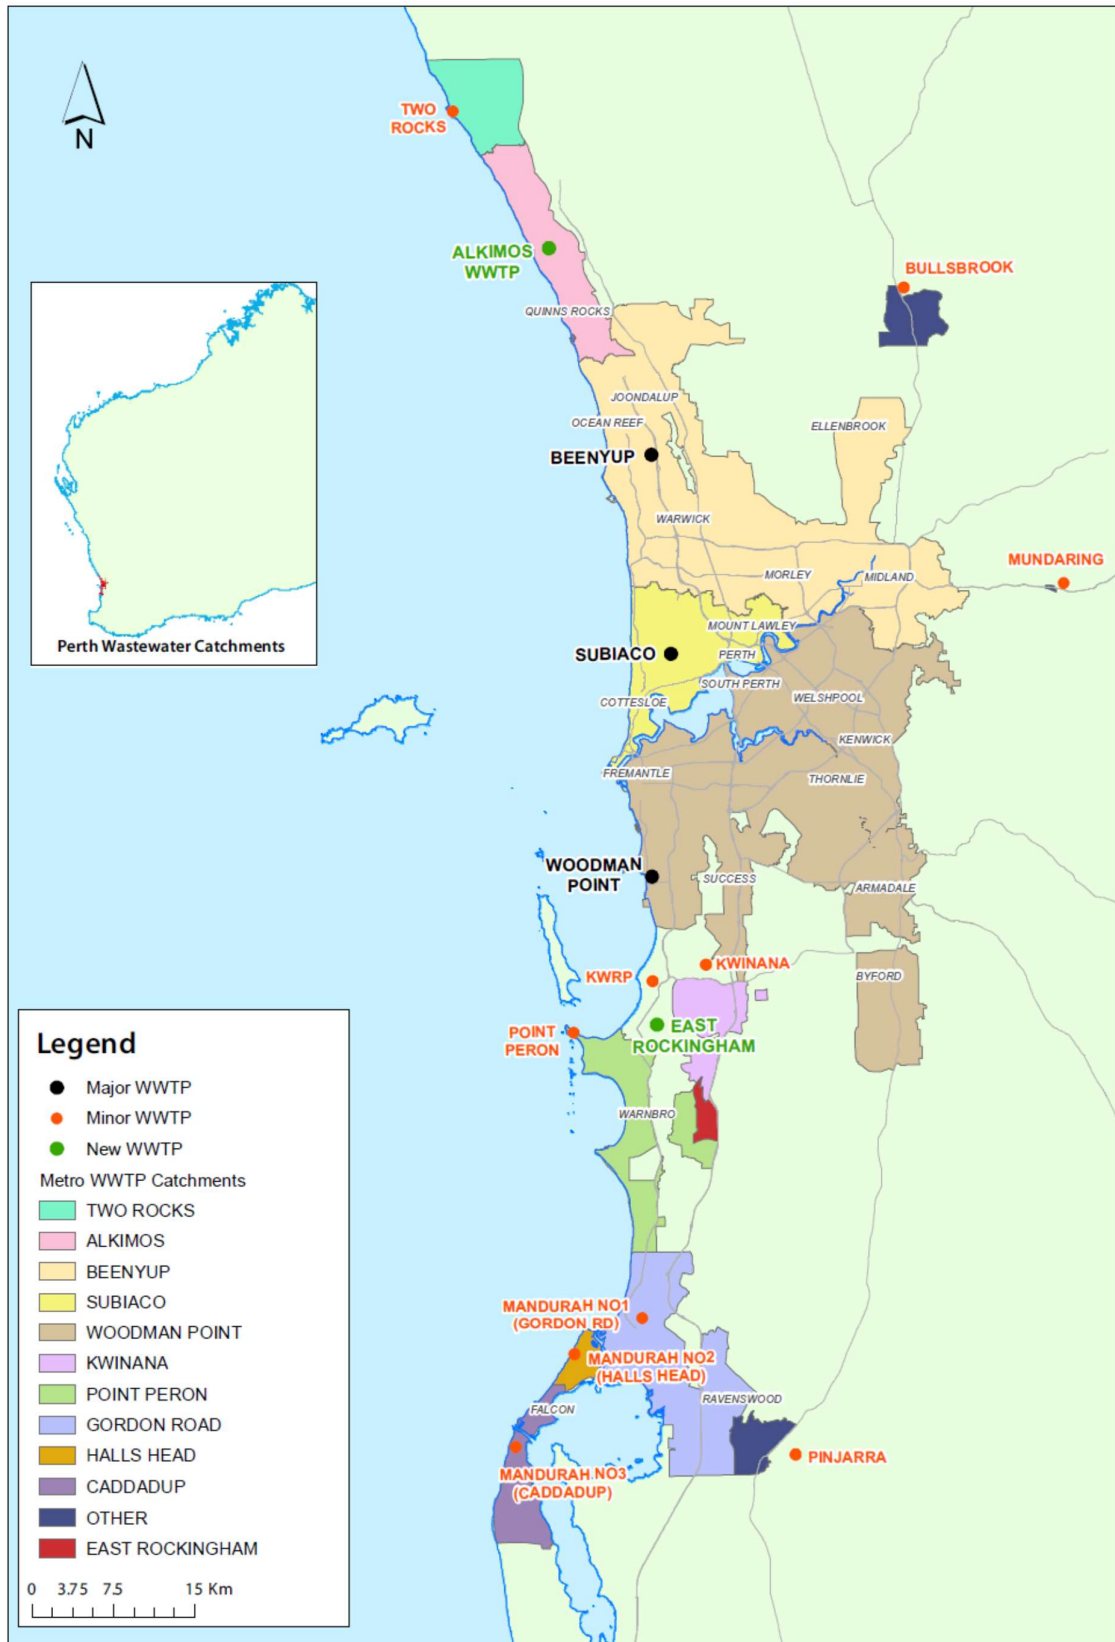 N
TWO
ROCKS
ALKIMOS
WWTP
BULLSBROOK
QUINNS ROCKS
JOONDALUP
OCEAN REEF
ELLENBROOK
BEENYUP
WARWICK
MUNDARING
MORLEY
MIDLAND
MOUNT LAWLEY
SUBIACO
PERTH
SOUTH PERTH
WELSHPOOL
COTTESLOE
KENWICK
FREMANTLE
THORNLIE
WOODMAN
POINT
SUCCESS
ARMADALE
KWINANA
KWRP
BYFORD
POINT
PERON
EAST
ROCKINGHAM
WARNBRO
MANDURAH NO1
(GORDON RD)
MANDURAH NO2
(HALLS HEAD)
RAVENSWOOD
FALCON
PINJARRA
MANDURAH NO3
(CADDADUP)
Perth Wastewater Catchments
Legend
Major WWTP
Minor WWTP
New WWTP
Metro WWTP Catchments
TWO ROCKS
ALKIMOS
BEENYUP
SUBIACO
WOODMAN POINT
KWINANA
POINT PERON
GORDON ROAD
HALLS HEAD
CADDADUP
OTHER
EAST ROCKINGHAM
0 3.75 7.5 15 Km